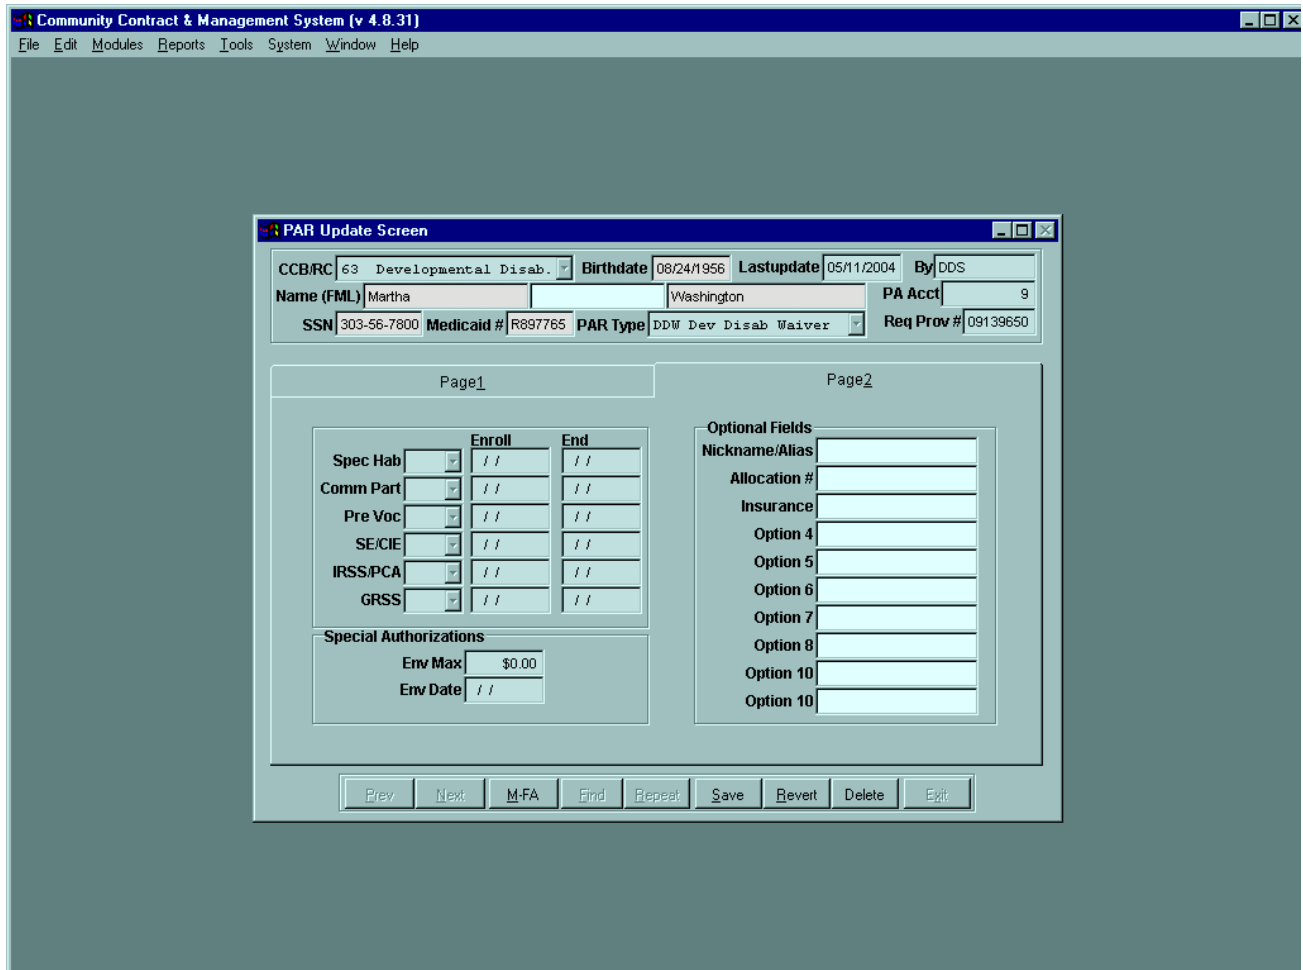 Community Contract & Management System (v 4.8.31)
File Edit Modules Reports Tools System Window Help
PAR Update Screen
CCB/RC 63 Developmental Disab. Birthdate 08/24/1956 Lastupdate 05/11/2004 By DDS
Name (FML) Martha Washington PA Acct 9
SSN 303-56-7800 Medicaid # R897765 PAR Type DDW Dev Disab Waiver Req Prov # 09139650
Page1 Page2
Enroll End
Spec Hab / / / /
Comm Part / / / /
Pre Voc / / / /
SE/CIE / / / /
IRSS/PCA / / / /
GRSS / / / /
Special Authorizations
Env Max $0.00
Env Date / /
Optional Fields
Nickname/Alias
Allocation #
Insurance
Option 4
Option 5
Option 6
Option 7
Option 8
Option 10
Option 10
Prev Next M-FA Find Repeat Save Revert Delete Exit